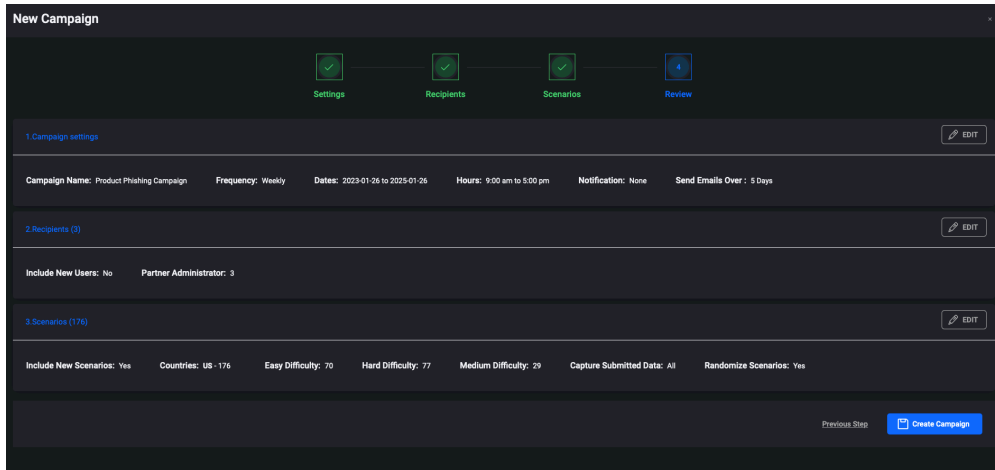 New Campaign
×
4
Settings
Recipients
Scenarios
Review
1.Campaign settings
EDIT
Campaign Name: Product Phishing Campaign Frequency: Weekly Dates: 2023-01-26 to 2025-01-26 Hours: 9:00 am to 5:00 pm Notification: None Send Emails Over : 5 Days
2.Recipients (3)
EDIT
Include New Users: No Partner Administrator: 3
3.Scenarios (176)
EDIT
Include New Scenarios: Yes Countries: US - 176 Easy Difficulty: 70 Hard Difficulty: 77 Medium Difficulty: 29 Capture Submitted Data: All Randomize Scenarios: Yes
Previous Step
Create Campaign